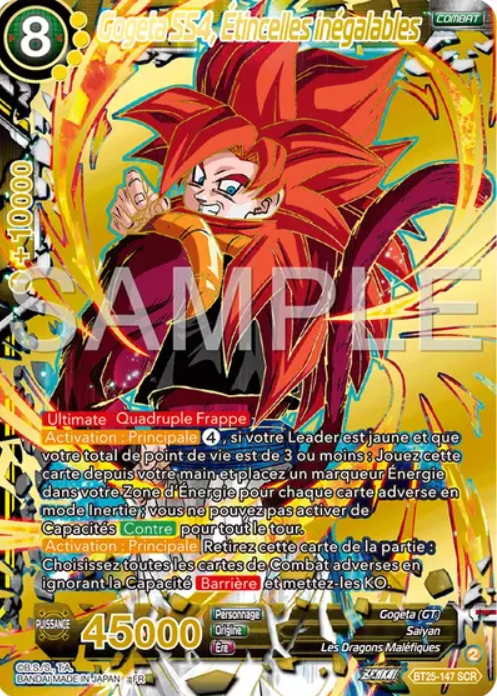 8
Gogeta SS4, Étincelles inégalables
COMBAT
+10000
SAMPLE
Ultimate Quadruple Frappe
Activation : Principale 4, si votre Leader est jaune et que
votre total de point de vie est de 3 ou moins : Jouez cette
carte depuis votre main et placez un marqueur Energie
dans votre Zone d'Énergie pour chaque carte adverse en
mode Inertie ; vous ne pouvez pas activer de
Capacités Contre pour tout le tour.
Activation : Principale Retirez cette carte de la partie :
Choisissez toutes les cartes de Combat adverses en
ignorant la Capacité Barrière et mettez-les KO.
PUISSANCE 45000
Personnage Gogeta (GT)
Origine Saiyan
Ère Les Dragons Maléfiques
2
©B.S./S., T.A.
BANDAI MADE IN JAPAN FR
ZENKAI
BT25-147 SCR